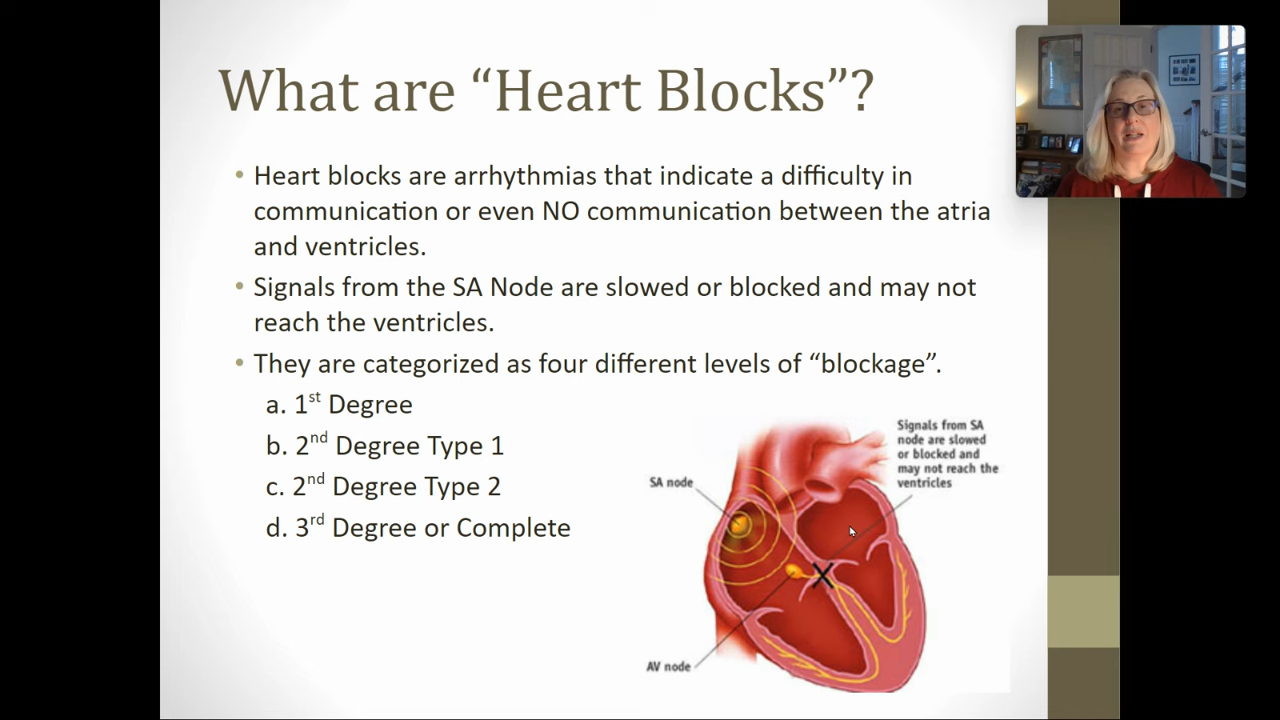 What are “Heart Blocks”?
• Heart blocks are arrhythmias that indicate a difficulty in
communication or even NO communication between the atria
and ventricles.
• Signals from the SA Node are slowed or blocked and may not
reach the ventricles.
• They are categorized as four different levels of “blockage”.
a. 1st Degree
b. 2nd Degree Type 1
c. 2nd Degree Type 2
d. 3rd Degree or Complete
Signals from SA
node are slowed
or blocked and
may not reach the
ventricles
SA node
AV node